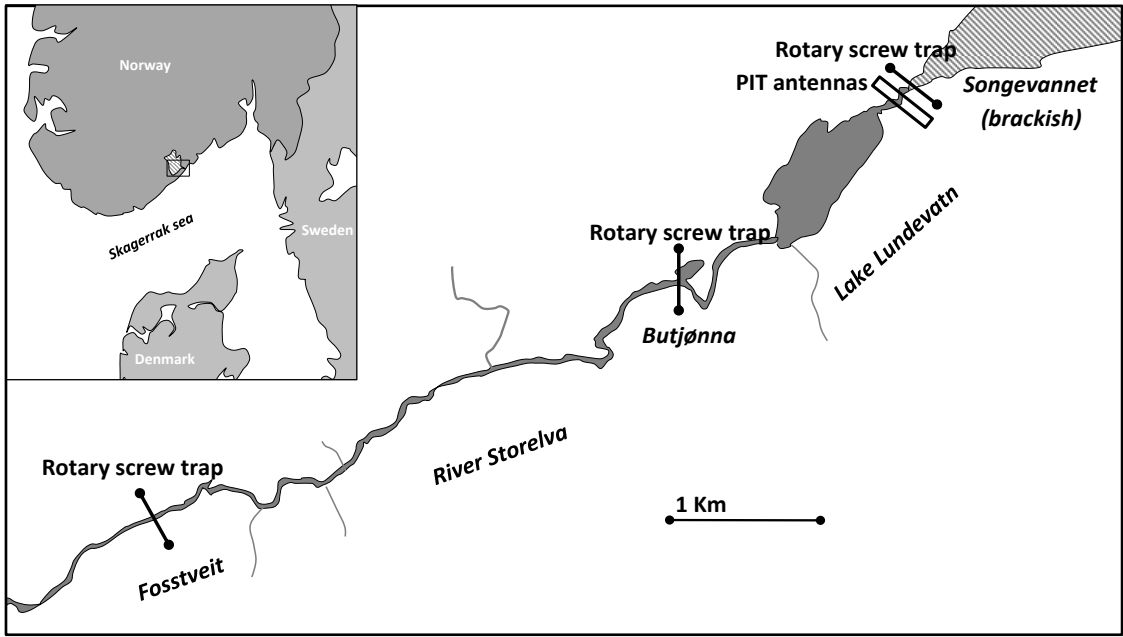 Norway
Skagerrak sea
Sweden
Denmark
Rotary screw trap
PIT antennas
Songevannet
(brackish)
Lake Lundevatn
Rotary screw trap
Butjønna
River Storelva
Rotary screw trap
Fosstveit
1 Km